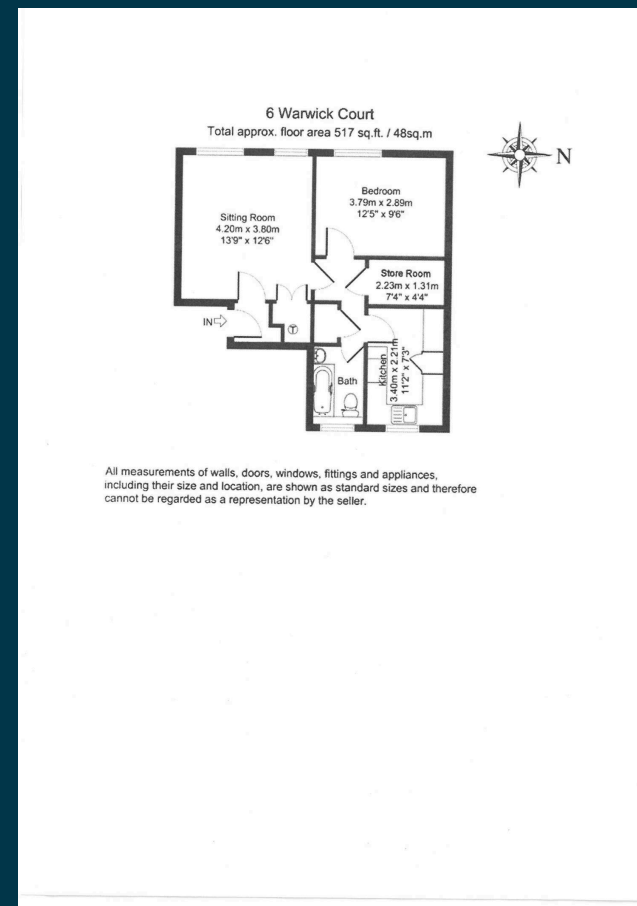 6 Warwick Court
Total approx. floor area 517 sq.ft. / 48sq.m
N
Bedroom
3.79m x 2.89m
12'5" x 9'6"
Sitting Room
4.20m x 3.80m
13'9" x 12'6"
Store Room
2.23m x 1.31m
7'4" x 4'4"
IN
T
Bath
Kitchen
3.40m x 2.21m
11'2" x 7'3"
All measurements of walls, doors, windows, fittings and appliances,
including their size and location, are shown as standard sizes and therefore
cannot be regarded as a representation by the seller.